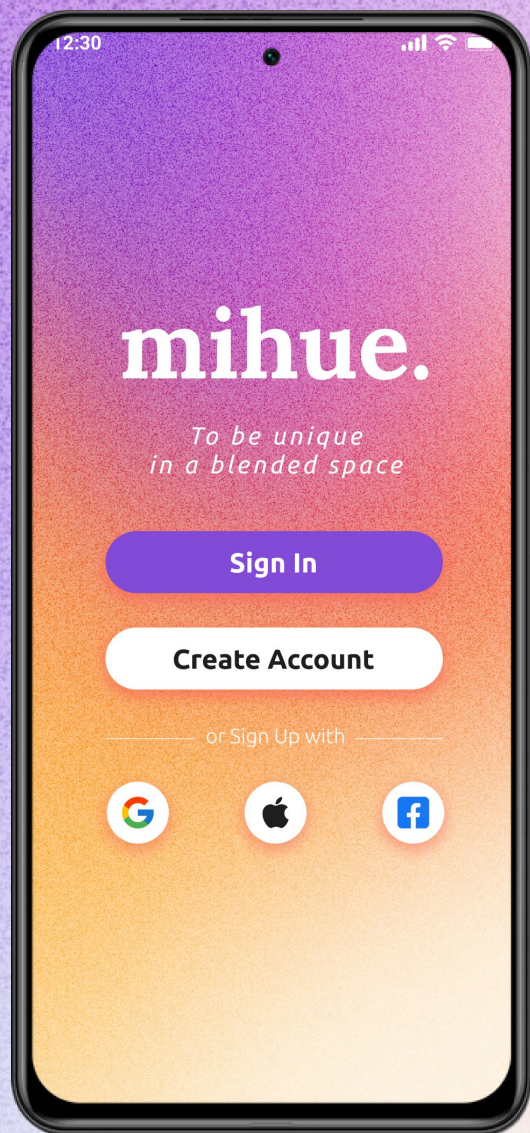 12:30
mihue.
To be unique
in a blended space
Sign In
Create Account
or Sign Up with